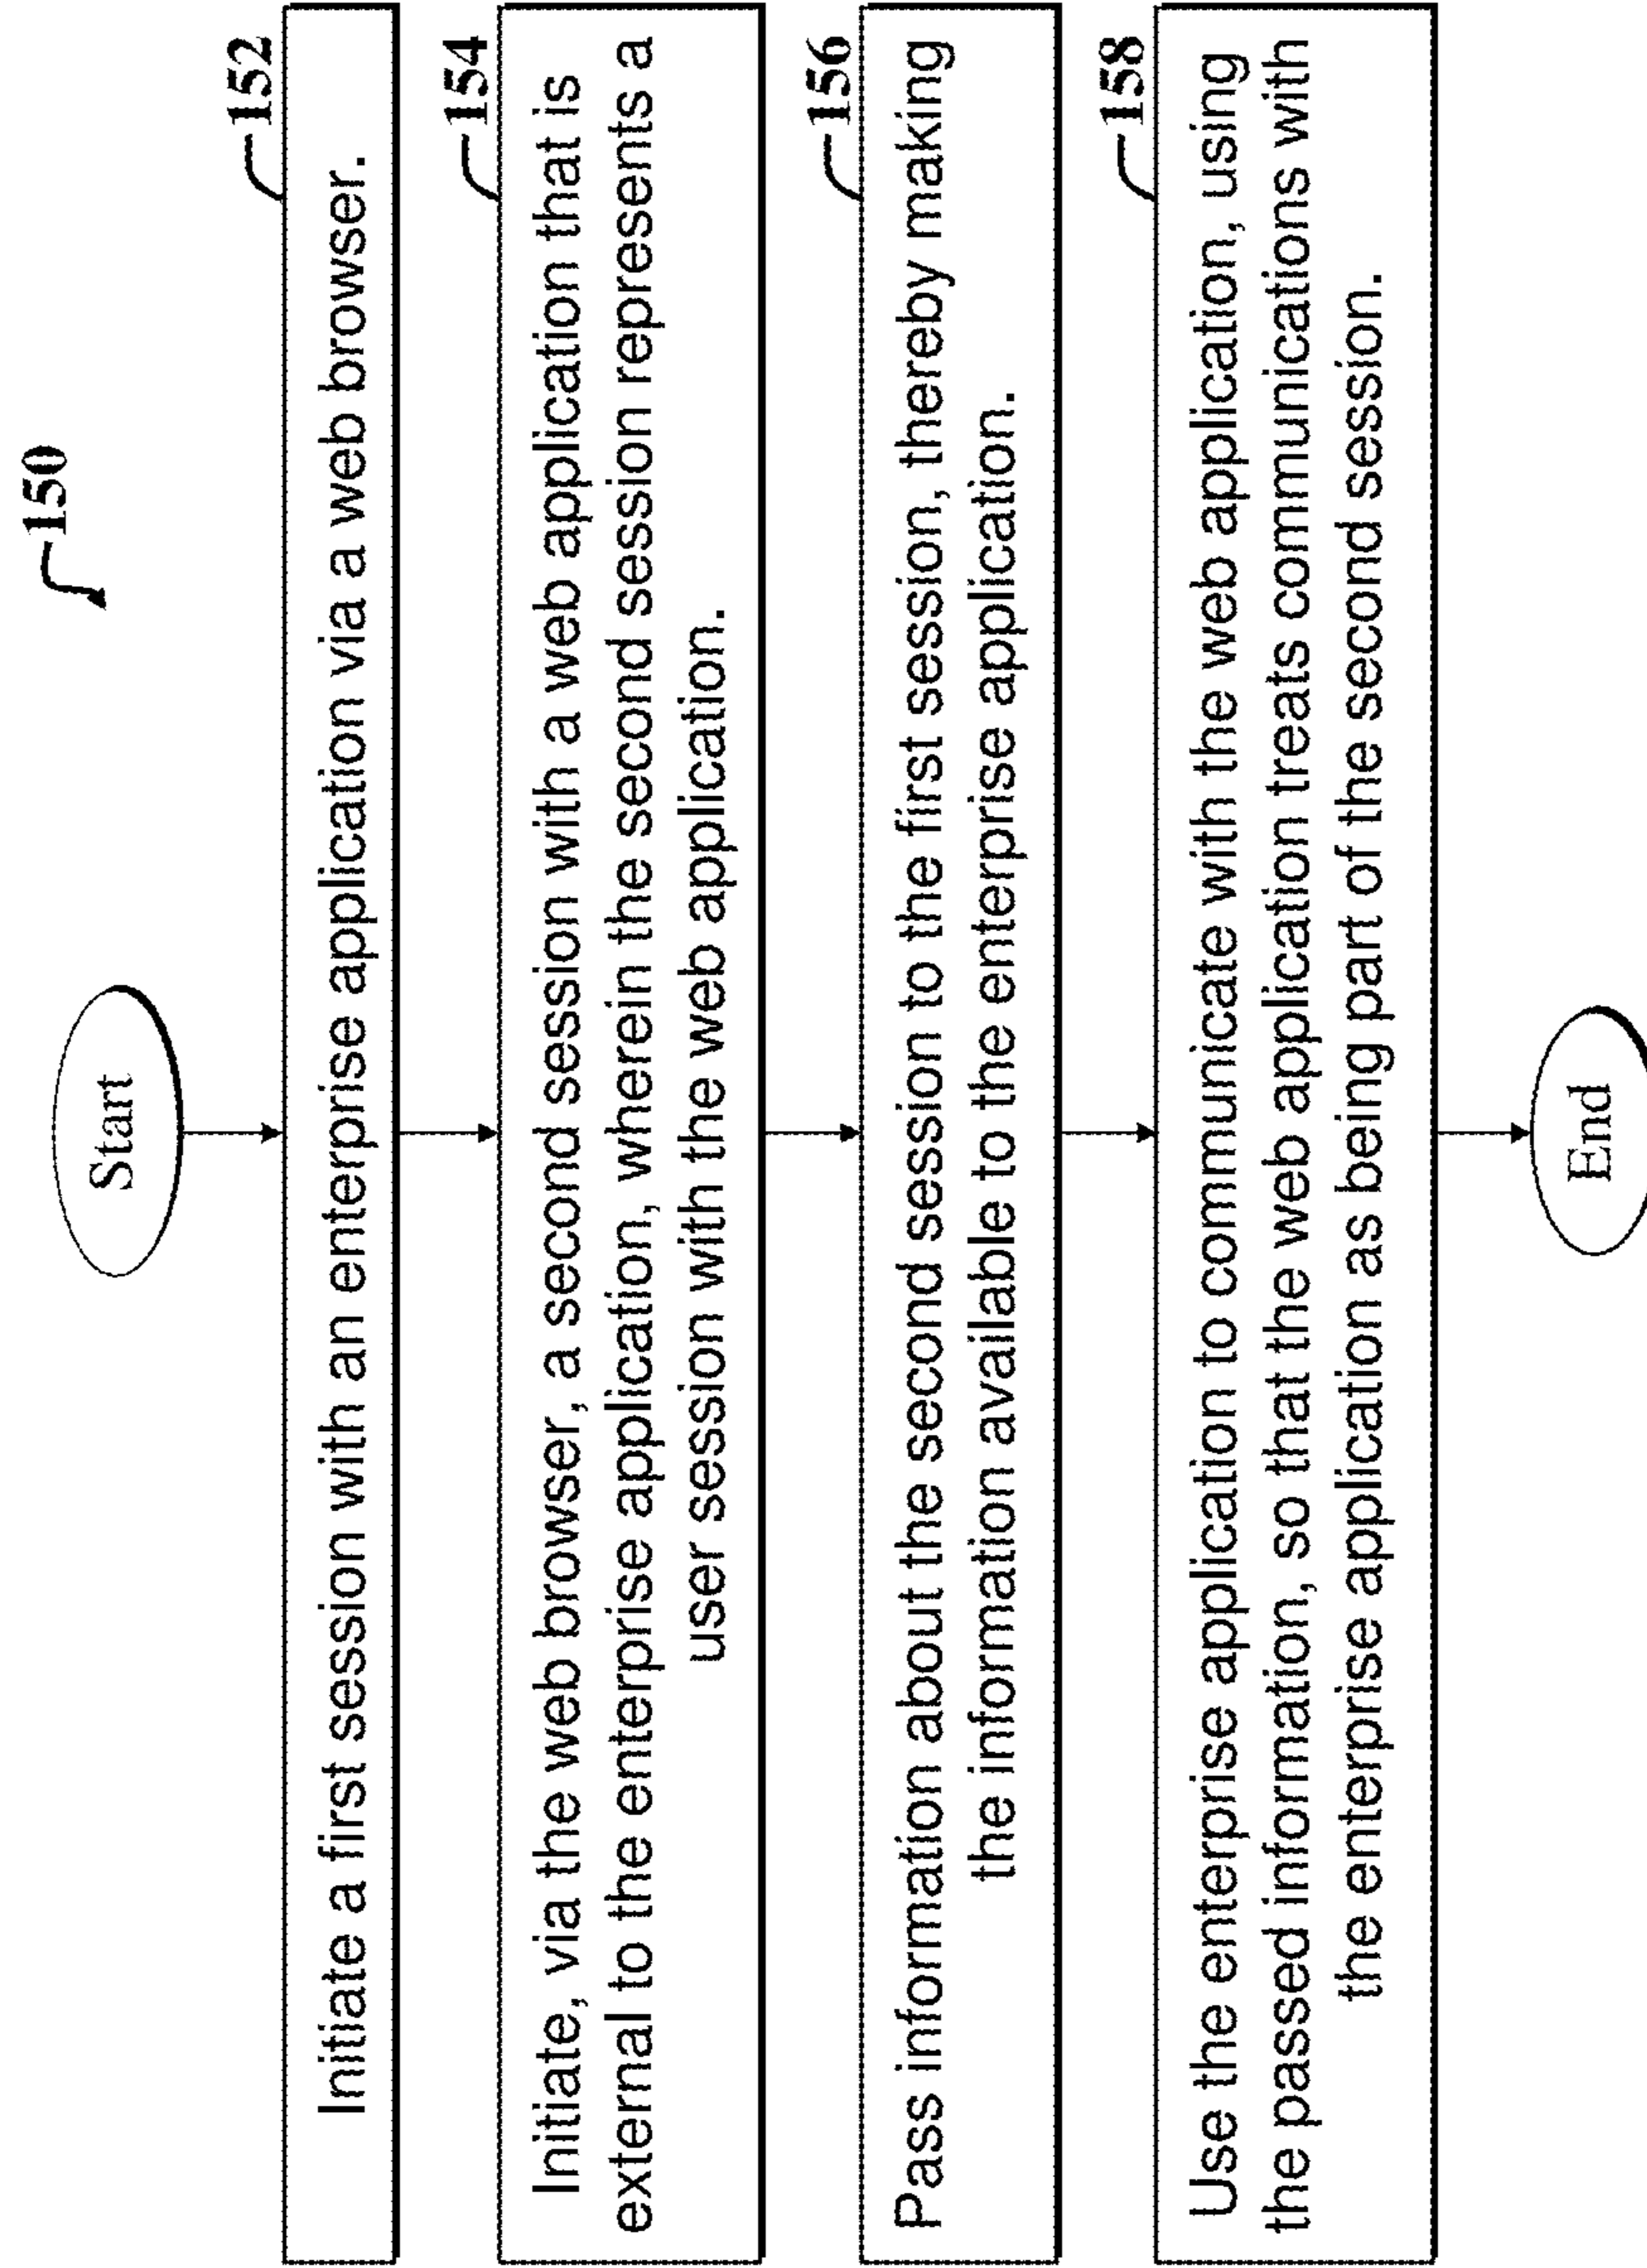 150
Start
152
Initiate a first session with an enterprise application via a web browser.
154
Initiate, via the web browser, a second session with a web application that is
external to the enterprise application, wherein the second session represents a
user session with the web application.
156
Pass information about the second session to the first session, thereby making
the information available to the enterprise application.
158
Use the enterprise application to communicate with the web application, using
the passed information, so that the web application treats communications with
the enterprise application as being part of the second session.
End